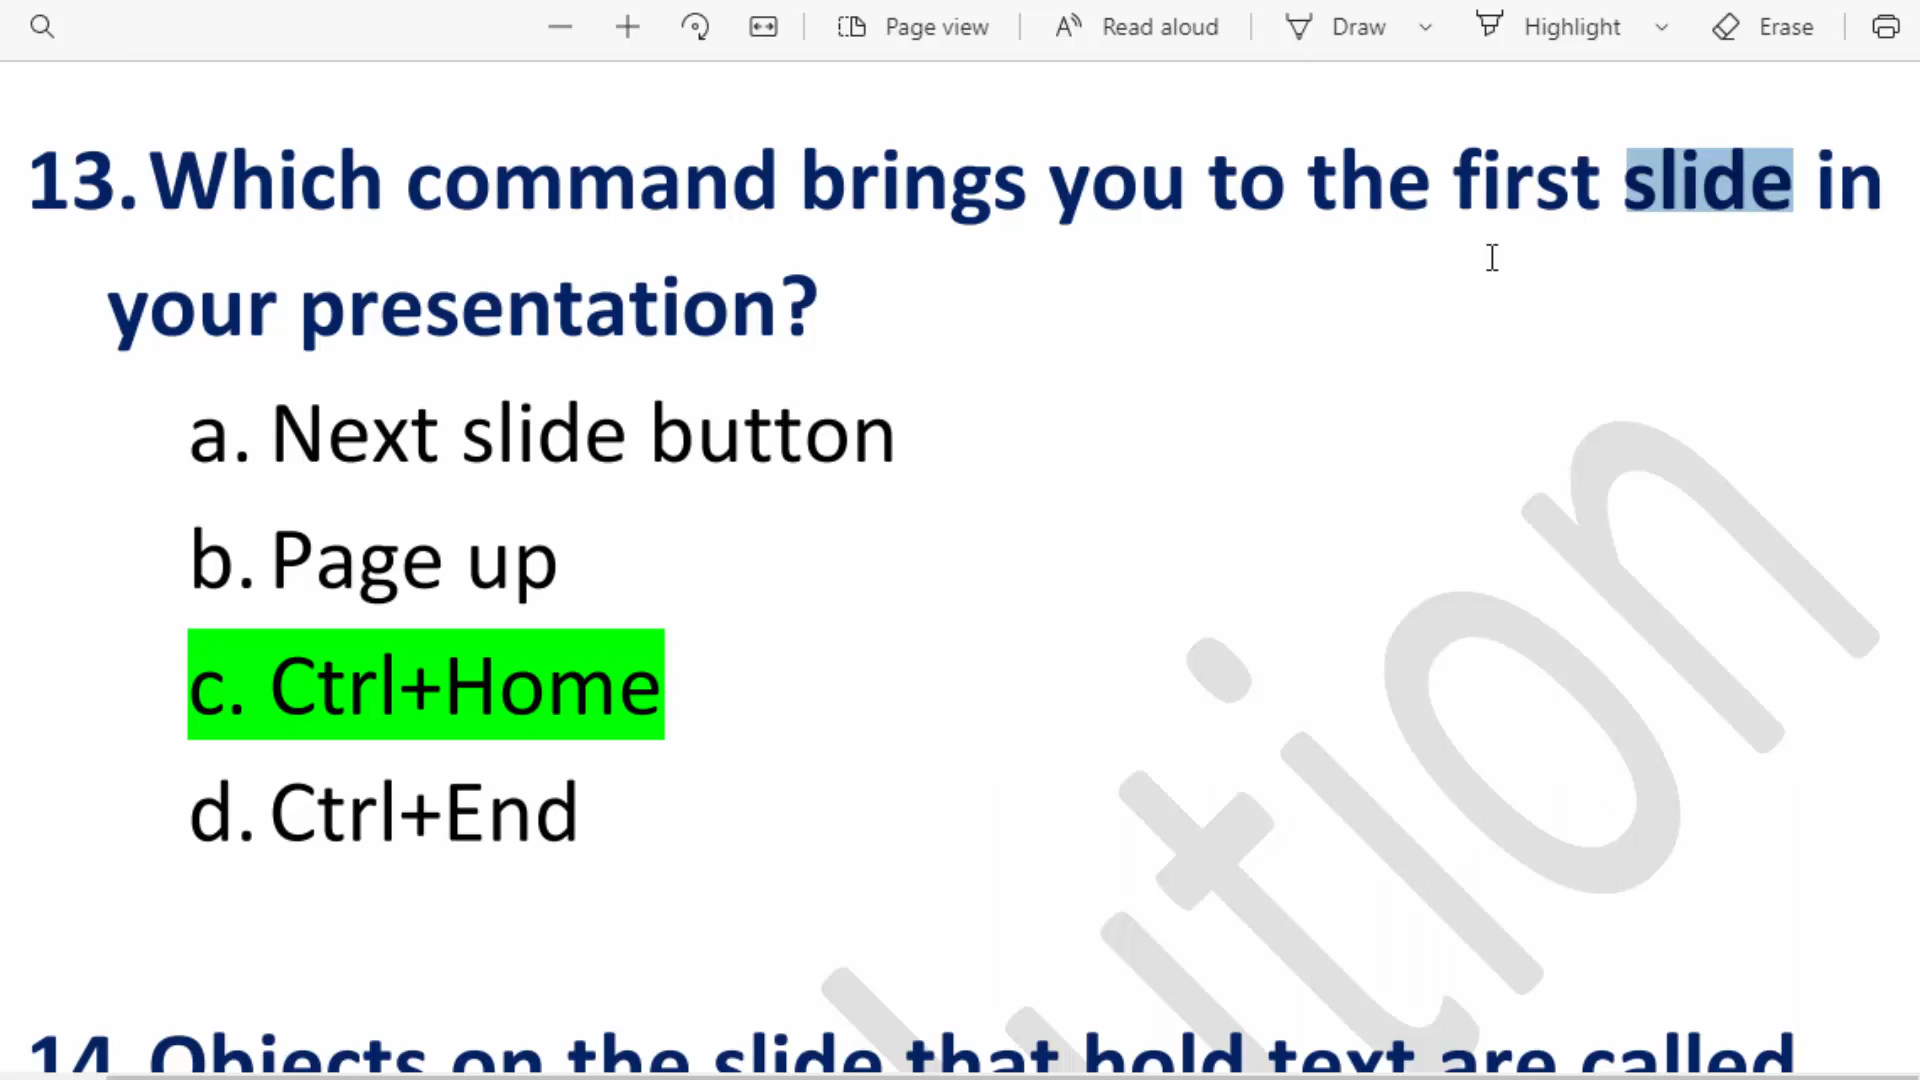 Page view Read aloud Draw Highlight Erase
13. Which command brings you to the first slide in
your presentation?
a. Next slide button
b. Page up
c. Ctrl+Home
d. Ctrl+End
14. Objects on the slide that hold text are called